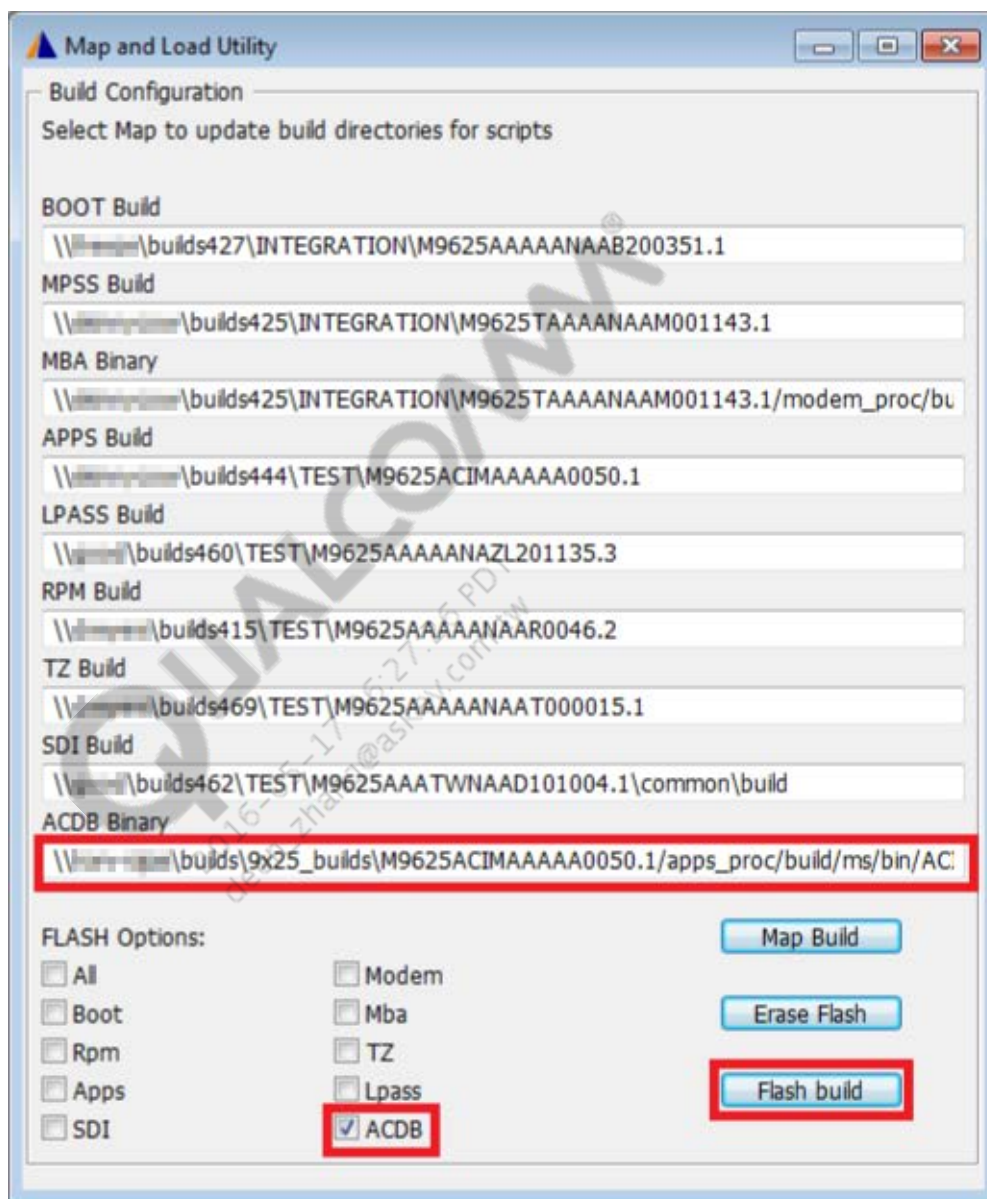 Map and Load Utility
Build Configuration
Select Map to update build directories for scripts
BOOT Build
\\ \builds427\INTEGRATION\M9625AAAAANAAB200351.1
MPSS Build
\\ \builds425\INTEGRATION\M9625TAAAANAAM001143.1
MBA Binary
\\ \builds425\INTEGRATION\M9625TAAAANAAM001143.1/modem_proc/bu
APPS Build
\\ \builds444\TEST\M9625ACIMAAAAA0050.1
LPASS Build
\\ \builds460\TEST\M9625AAAAANAZL201135.3
RPM Build
\\ \builds415\TEST\M9625AAAAANAAR0046.2
TZ Build
\\ \builds469\TEST\M9625AAAAANAAT000015.1
SDI Build
\\ \builds462\TEST\M9625AAATWNAAD101004.1\common\build
ACDB Binary
\\ \builds\9x25_builds\M9625ACIMAAAAA0050.1/apps_proc/build/ms/bin/AC
FLASH Options:
Map Build
All
Modem
Boot
Mba
Erase Flash
Rpm
TZ
Apps
Lpass
Flash build
SDI
ACDB
QUALCOMM®